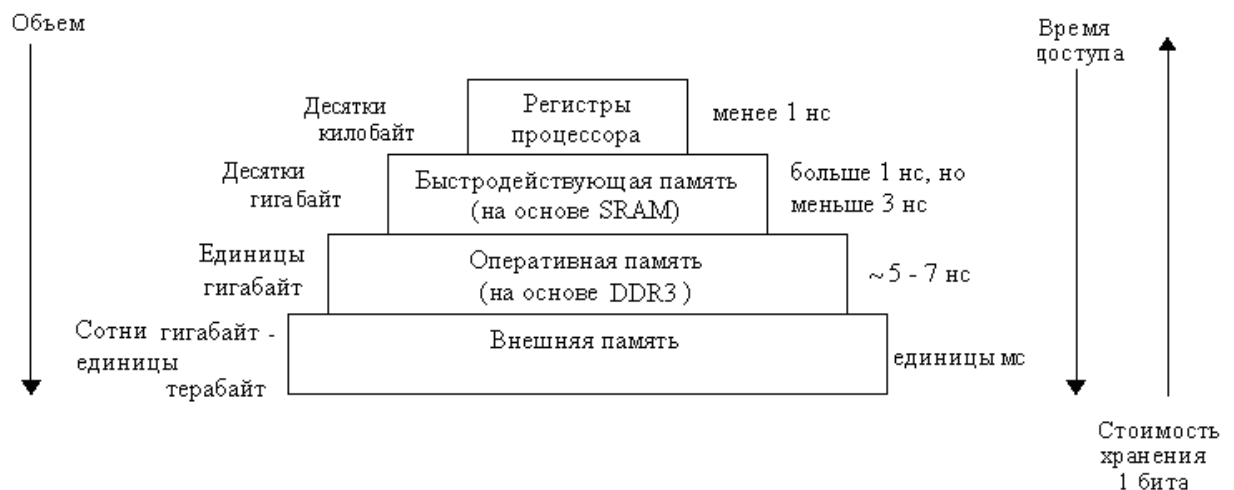 Объем
Время
доступа
Регистры
процессора
Десятки
килобайт
менее 1 нс
Быстродействующая память
(на основе SRAM)
Десятки
гигабайт
больше 1 нс, но
меньше 3 нс
Оперативная память
(на основе DDR3 )
Единицы
гигабайт
~5 - 7 нс
Внешняя память
Сотни гигабайт -
единицы
терабайт
единицы мс
Стоимость
хранения
1 бита